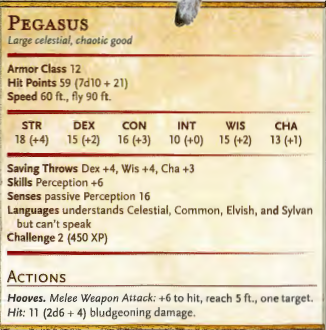 PEGASUS
Large celestial, chaotic good
Armor Class 12
Hit Points 59 (7d10 + 21)
Speed 60 ft., fly 90 ft.
STR DEX CON INT WIS CHA
18 (+4) 15 (+2) 16 (+3) 10 (+0) 15 (+2) 13 (+1)
Saving Throws Dex +4, Wis +4, Cha +3
Skills Perception +6
Senses passive Perception 16
Languages understands Celestial, Common, Elvish, and Sylvan
but can't speak
Challenge 2 (450 XP)
ACTIONS
Hooves. Melee Weapon Attack: +6 to hit, reach 5 ft., one target.
Hit: 11 (2d6 + 4) bludgeoning damage.